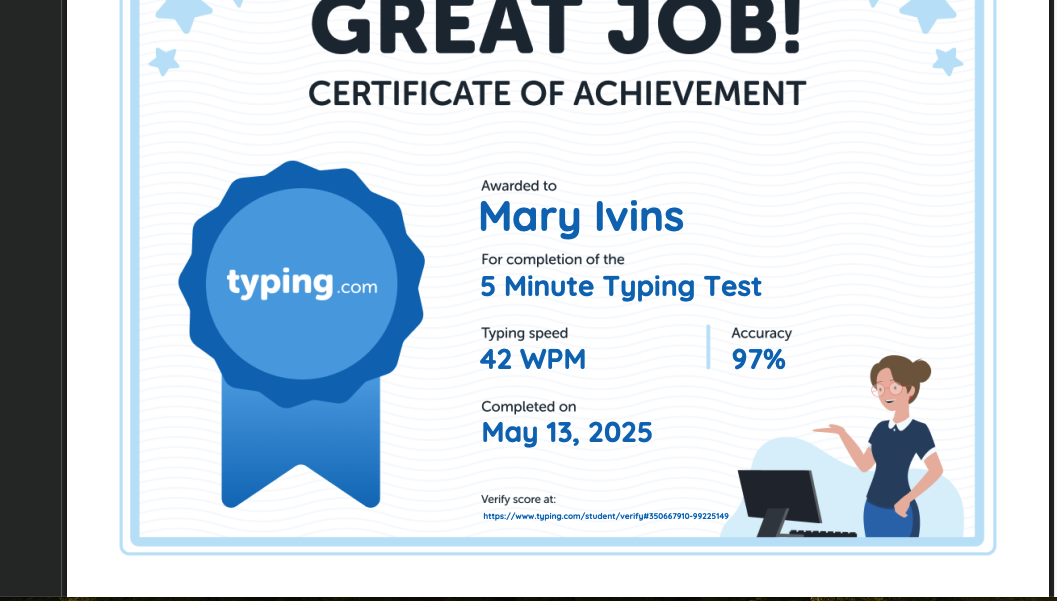 GREAT JOB!
CERTIFICATE OF ACHIEVEMENT
typing.com
Awarded to
Mary Ivins
For completion of the
5 Minute Typing Test
Typing speed
Accuracy
42 WPM
97%
Completed on
May 13, 2025
Verify score at:
https://www.typing.com/student/verify#350667910-99225149